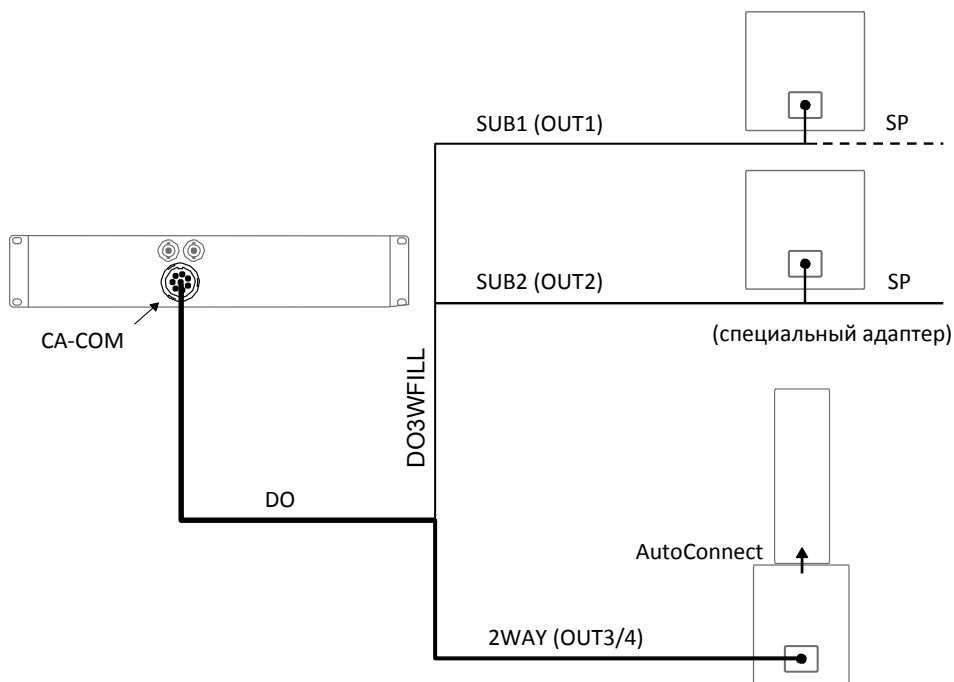 SUB1 (OUT1)
SP
SUB2 (OUT2)
SP
(специальный адаптер)
CA-COM
DO3WFILL
DO
AutoConnect
2WAY (OUT3/4)